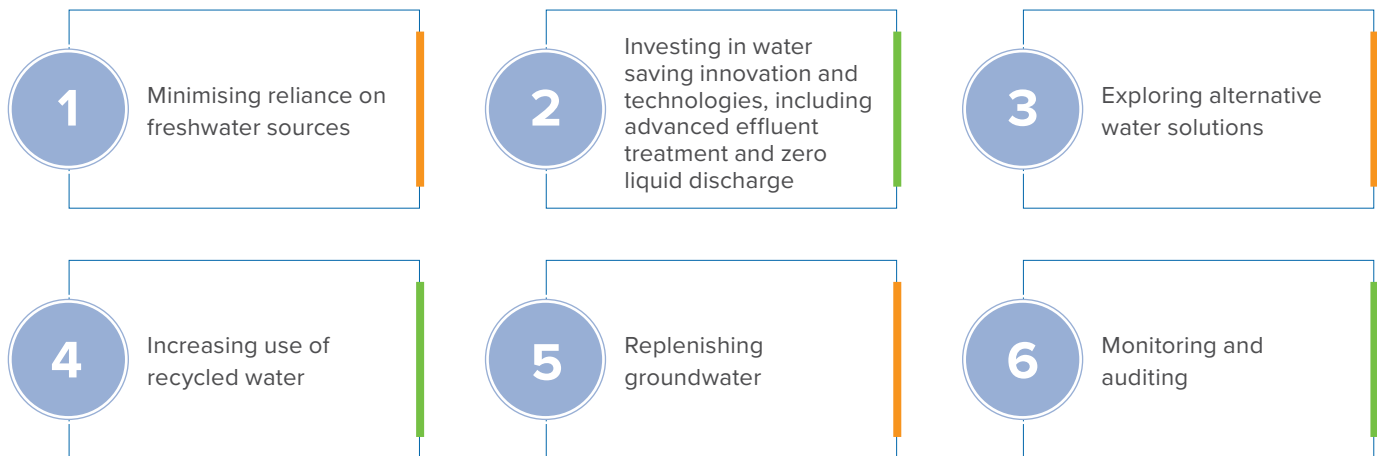 1
Minimising reliance on
freshwater sources
2
Investing in water
saving innovation and
technologies, including
advanced effluent
treatment and zero
liquid discharge
3
Exploring alternative
water solutions
4
Increasing use of
recycled water
5
Replenishing
groundwater
6
Monitoring and
auditing